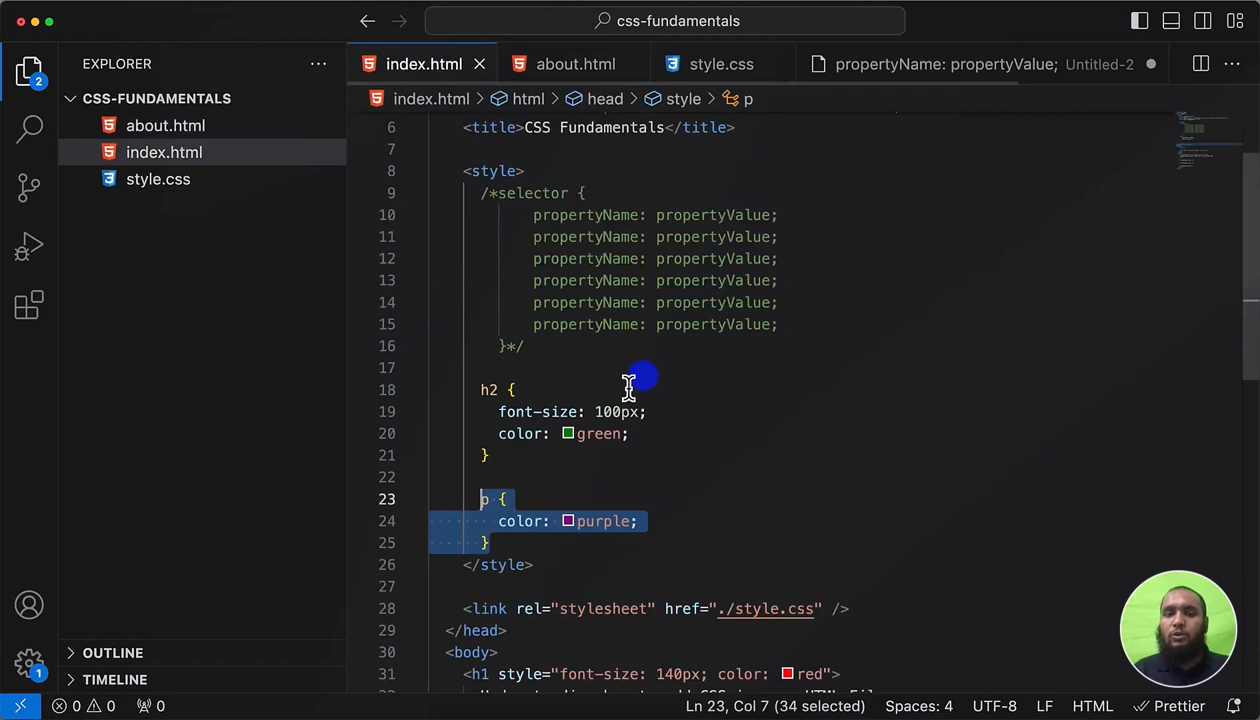 css-fundamentals
2
EXPLORER
index.html
about.html
style.css
propertyName: propertyValue; Untitled-2
CSS-FUNDAMENTALS
index.html > html > head > style > p
about.html
index.html
style.css
6 <title>CSS Fundamentals</title>
7
8 <style>
9 /*selector {
10 propertyName: propertyValue;
11 propertyName: propertyValue;
12 propertyName: propertyValue;
13 propertyName: propertyValue;
14 propertyName: propertyValue;
15 propertyName: propertyValue;
16 }*/
17
18 h2 {
19 font-size: 100px;
20 color: green;
21 }
22
23 p {
24 color: purple;
25 }
26 </style>
27
28 <link rel="stylesheet" href="./style.css" />
29 </head>
30 <body>
31 <h1 style="font-size: 140px; color: red">
OUTLINE
TIMELINE
1
0 0 0
Ln 23, Col 7 (34 selected) Spaces: 4 UTF-8 LF HTML Prettier